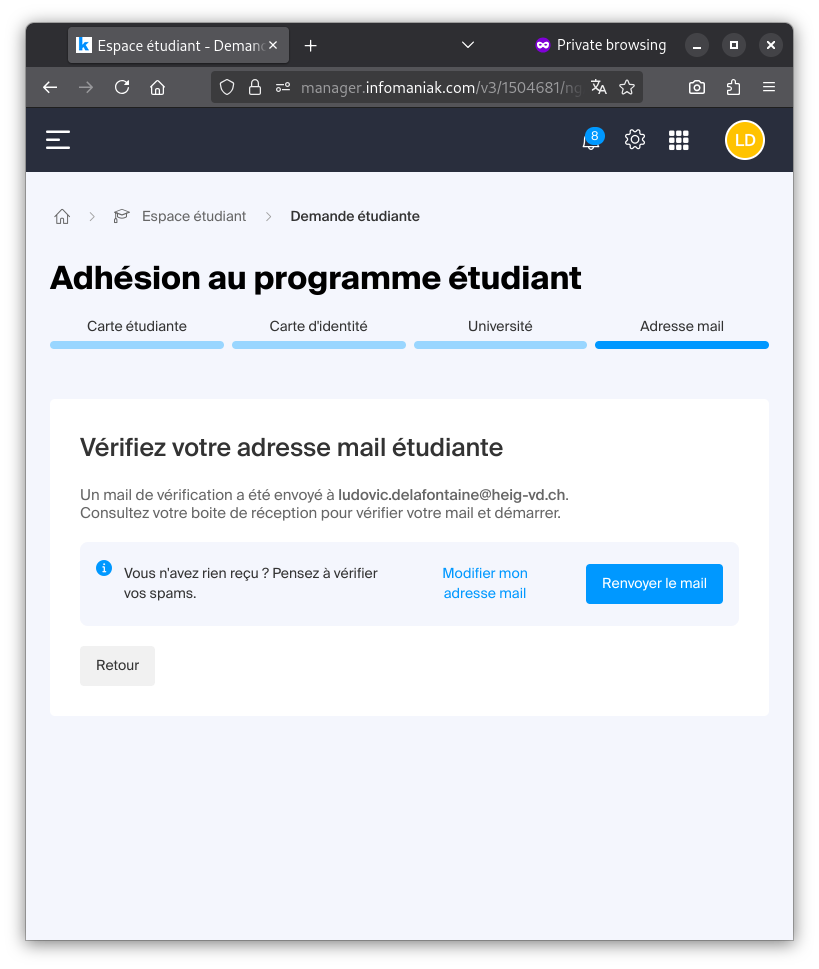 Espace étudiant - Deman
Private browsing
manager.infomaniak.com/v3/1504681/ng
8
LD
Espace étudiant
Demande étudiante
Adhésion au programme étudiant
Carte étudiante
Carte d'identité
Université
Adresse mail
Vérifiez votre adresse mail étudiante
Un mail de vérification a été envoyé à ludovic.delafontaine@heig-vd.ch.
Consultez votre boite de réception pour vérifier votre mail et démarrer.
Vous n'avez rien reçu ? Pensez à vérifier
vos spams.
Modifier mon
adresse mail
Renvoyer le mail
Retour